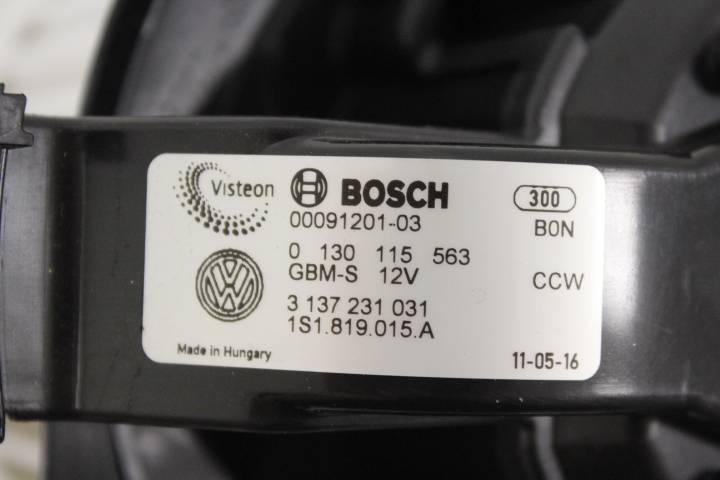 Visteon BOSCH 300
00091201-03 B0N
0 130 115 563
GBM-S 12V CCW
3 137 231 031
1S1.819.015.A
Made in Hungary 11-05-16